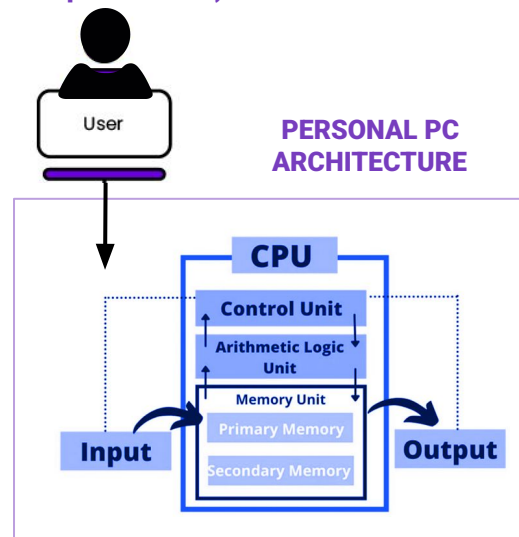 User
PERSONAL PC
ARCHITECTURE
CPU
Control Unit
Arithmetic Logic
Unit
Memory Unit
Primary Memory
Secondary Memory
Input
Output